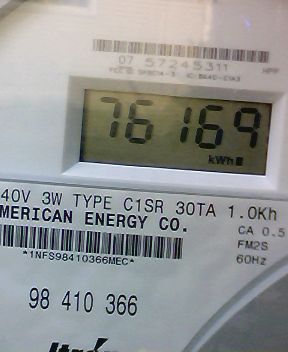 07 57245311
76169
kWh
40V 3W TYPE C1SR 30TA 1.0Kh
MERICAN ENERGY CO.
CA 0.5
FM2S
*1NFS98410366MEC*
60Hz
98 410 366
Itrón